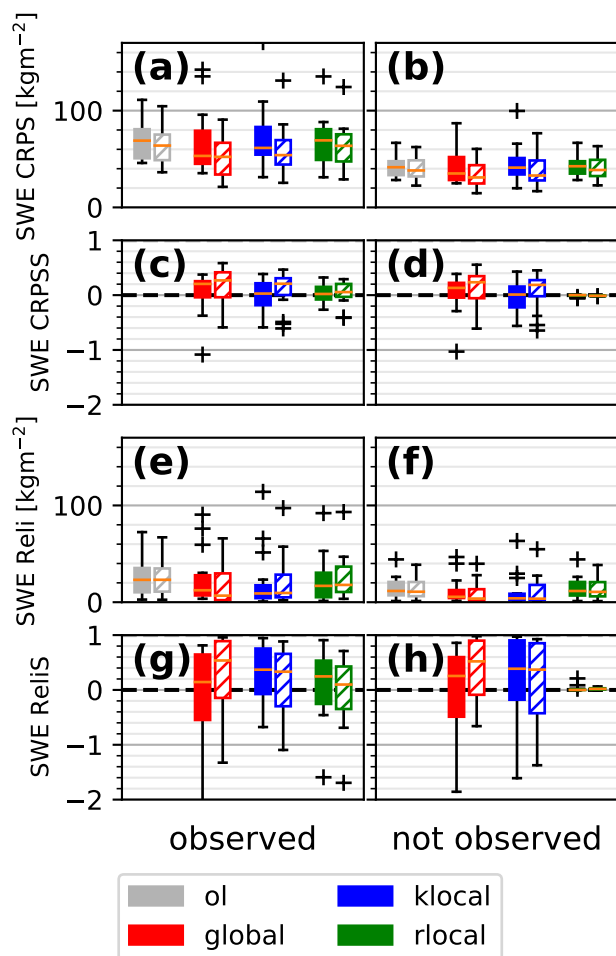 SWE CRPS [kgm⁻²]
100
0
(a)
(b)
SWE CRPSS
1
0
−1
−2
(c)
(d)
SWE Reli [kgm⁻²]
100
0
(e)
(f)
SWE ReliS
1
0
−1
−2
(g)
(h)
observed
not observed
ol
klocal
global
rlocal